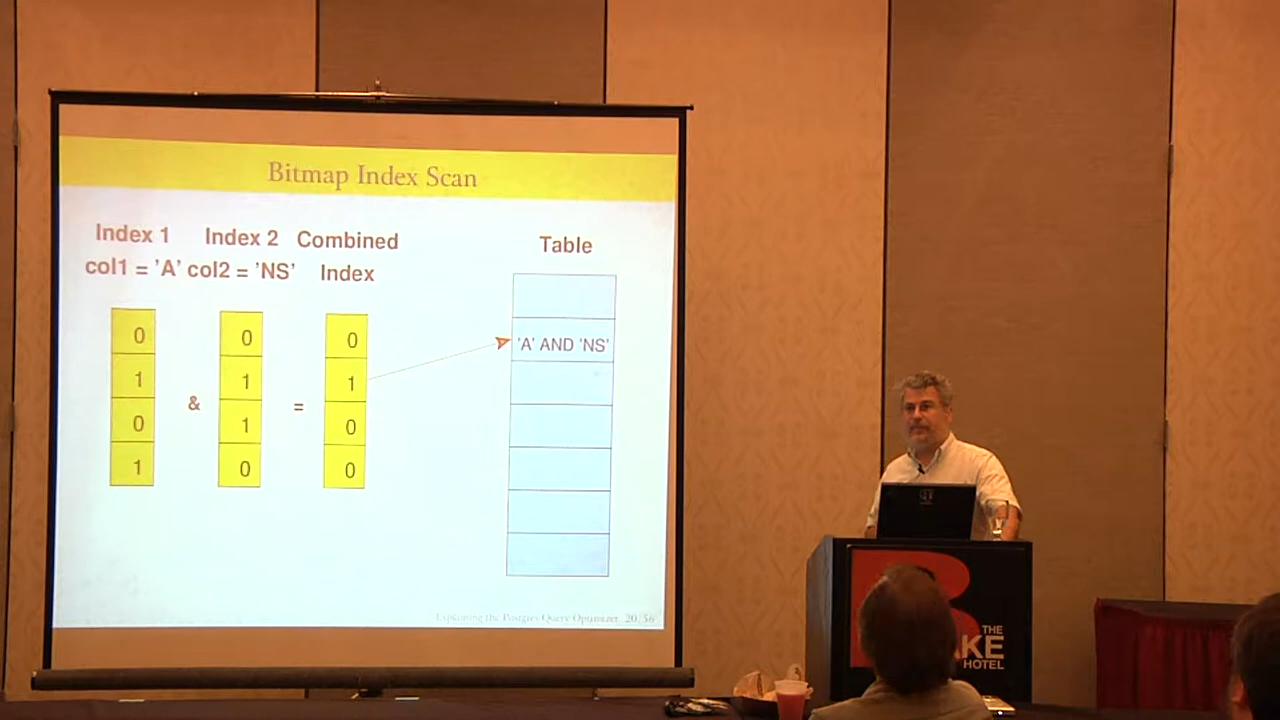 Bitmap Index Scan
Index 1 Index 2 Combined Table
col1 = 'A' col2 = 'NS' Index
0 0 0
1 1 1 'A' AND 'NS'
0 & 1 = 0
1 0 0
Explaining the Postgres Query Optimizer 20/56
THE
AKE
HOTEL